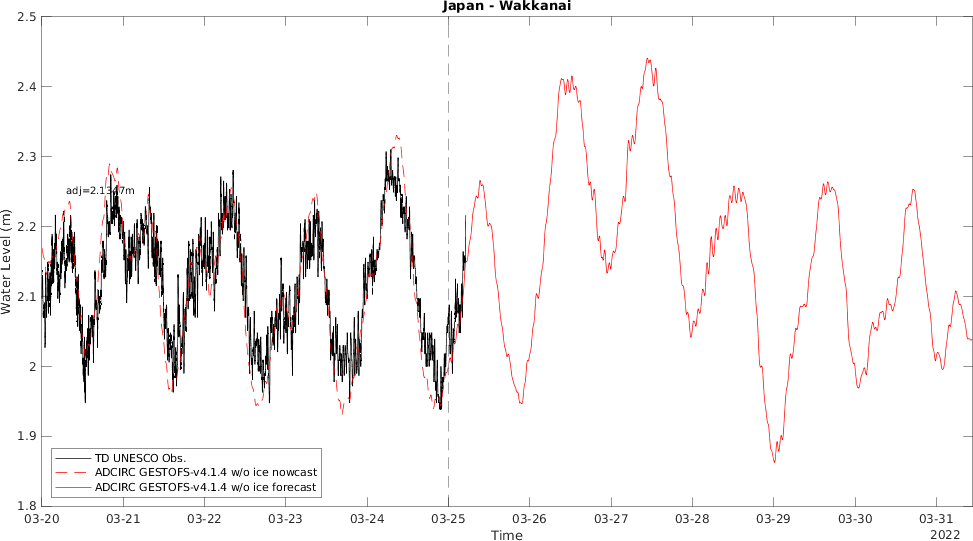 Japan - Wakkanai
2.5
2.4
2.3
2.2
2.1
2
1.9
1.8
Water Level (m)
adj=2.1347m
TD UNESCO Obs.
ADCIRC GESTOFS-v4.1.4 w/o ice nowcast
ADCIRC GESTOFS-v4.1.4 w/o ice forecast
03-20 03-21 03-22 03-23 03-24 03-25 03-26 03-27 03-28 03-29 03-30 03-31
Time
2022